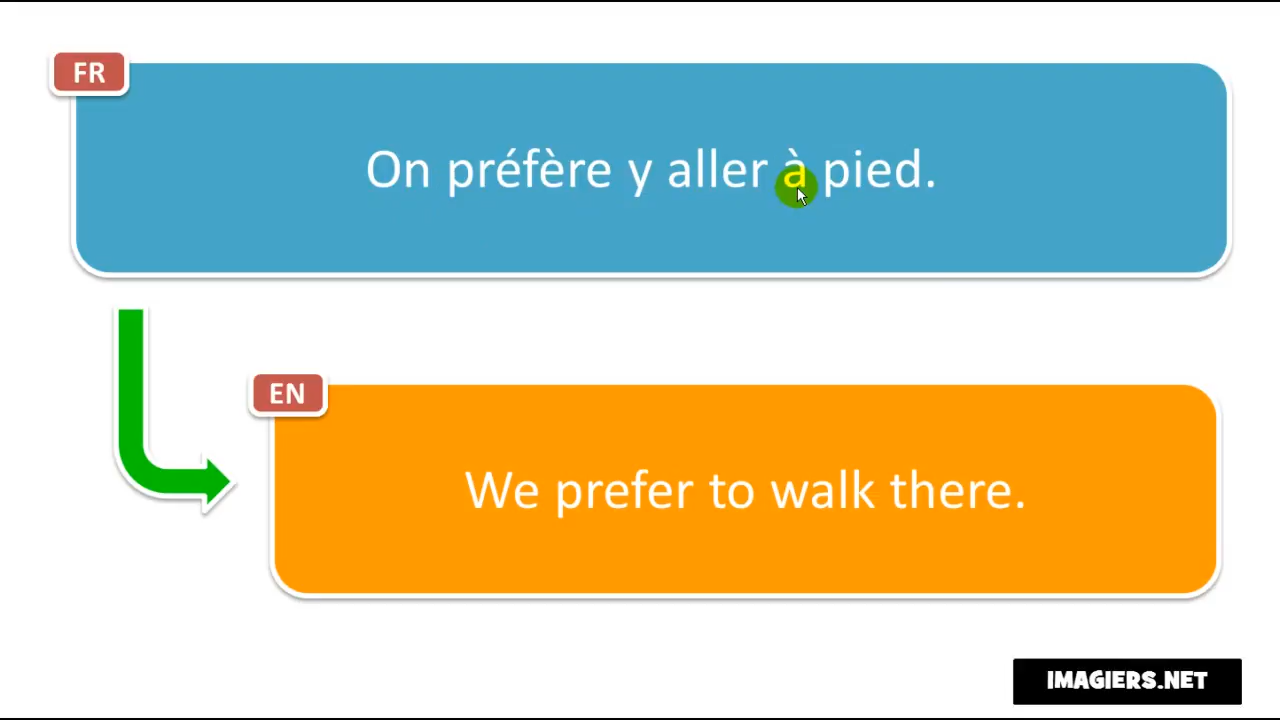 FR
On préfère y aller à pied.
EN
We prefer to walk there.
IMAGIERS.NET